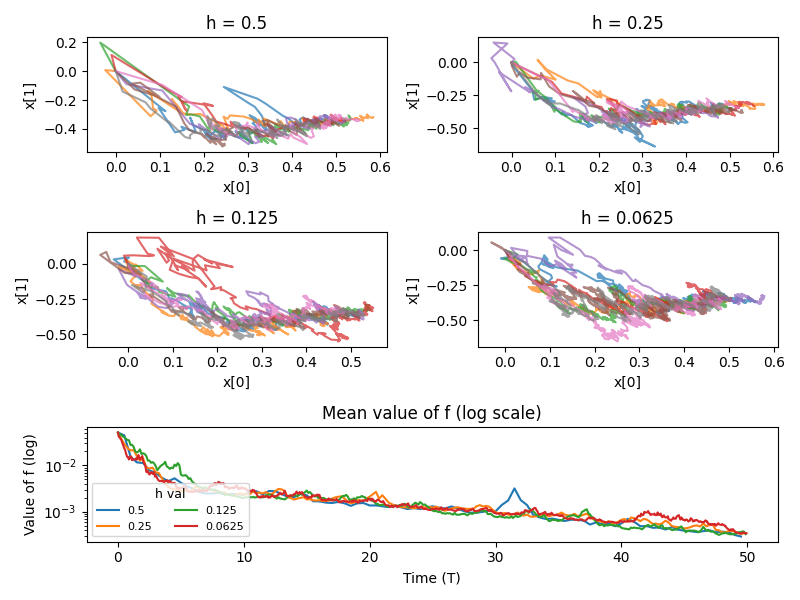 h = 0.5
h = 0.25
0.2
0.0
−0.2
−0.4
x[1]
0.0 0.1 0.2 0.3 0.4 0.5 0.6
x[0]
0.00
−0.25
−0.50
x[1]
0.0 0.1 0.2 0.3 0.4 0.5 0.6
x[0]
h = 0.125
h = 0.0625
0.00
−0.25
−0.50
x[1]
0.0 0.1 0.2 0.3 0.4 0.5
x[0]
0.00
−0.25
−0.50
x[1]
0.0 0.1 0.2 0.3 0.4 0.5 0.6
x[0]
Mean value of f (log scale)
Value of f (log)
10⁻²
10⁻³
h val
0.5 0.125
0.25 0.0625
0 10 20 30 40 50
Time (T)